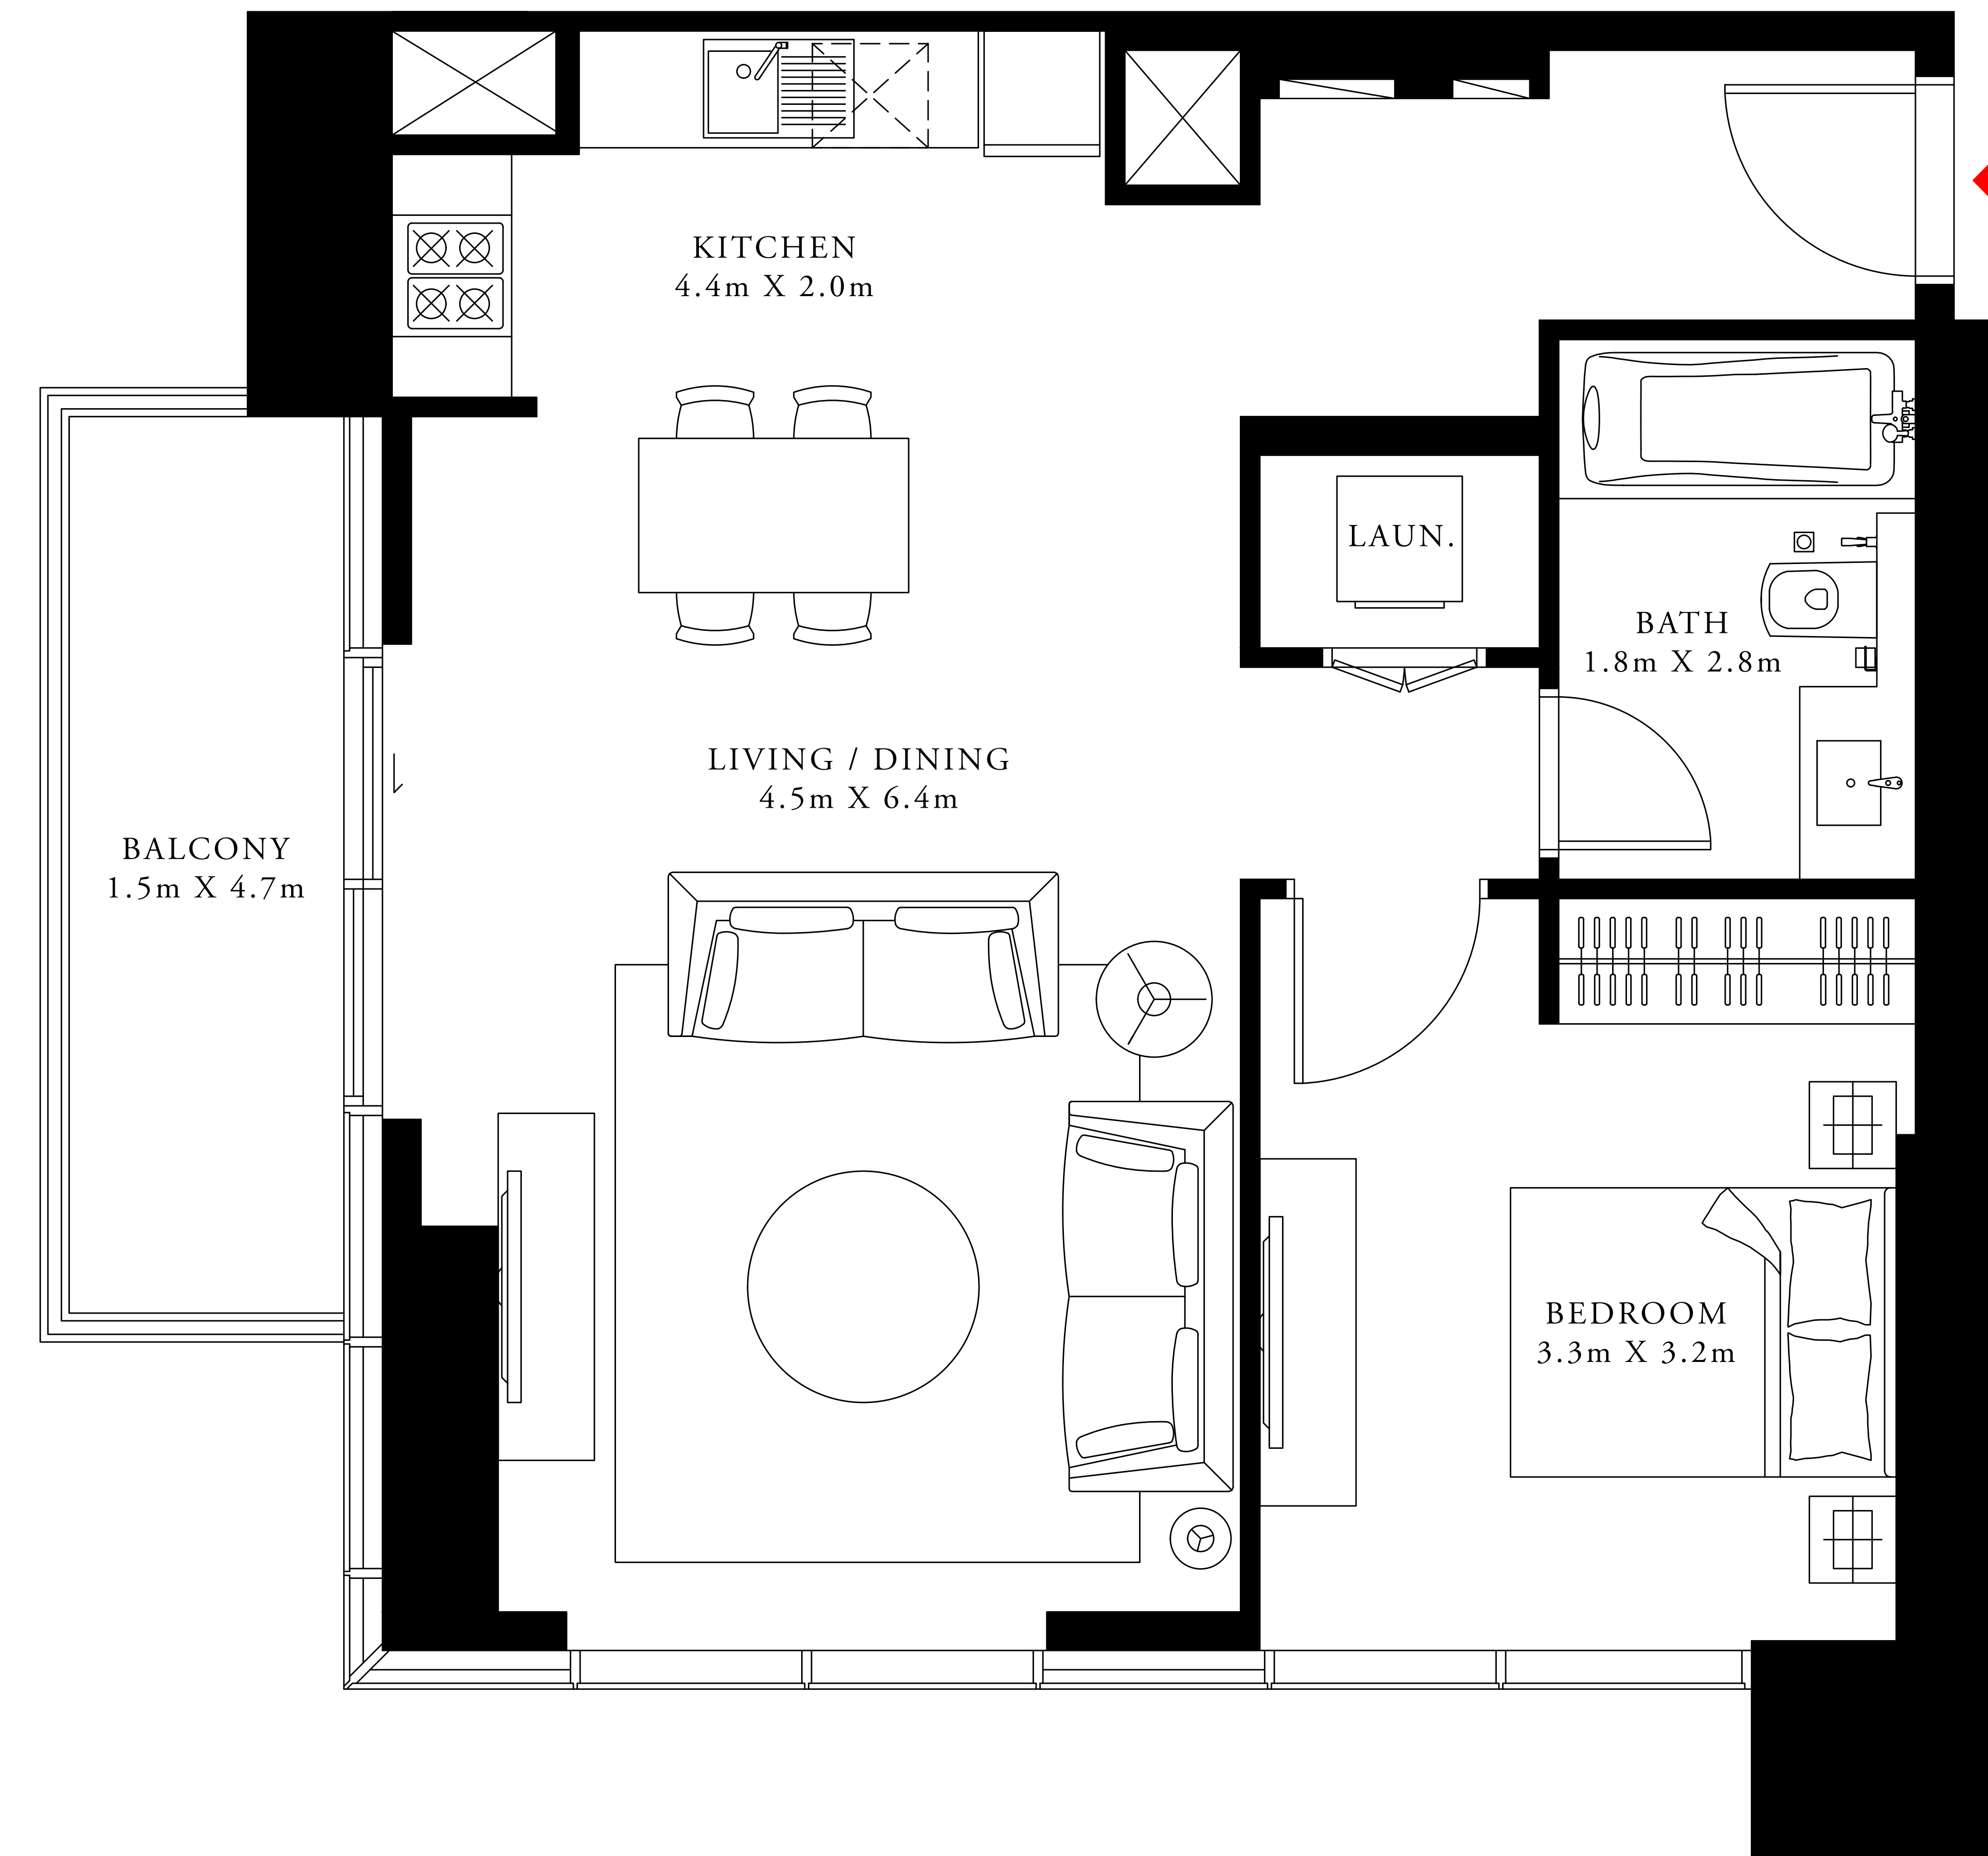 KITCHEN
4.4m X 2.0m
LAUN.
BATH
1.8m X 2.8m
LIVING / DINING
4.5m X 6.4m
BALCONY
1.5m X 4.7m
BEDROOM
3.3m X 3.2m